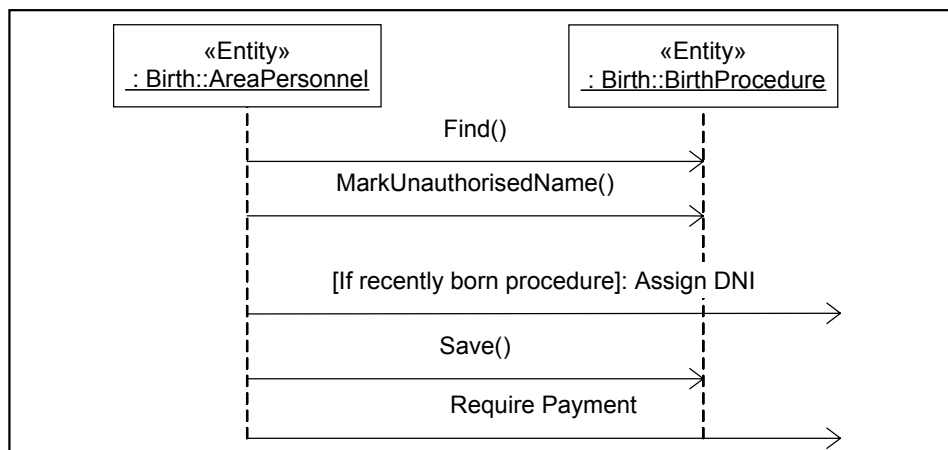 «Entity»
: Birth::AreaPersonnel
«Entity»
: Birth::BirthProcedure
Find()
MarkUnauthorisedName()
[If recently born procedure]: Assign DNI
Save()
Require Payment